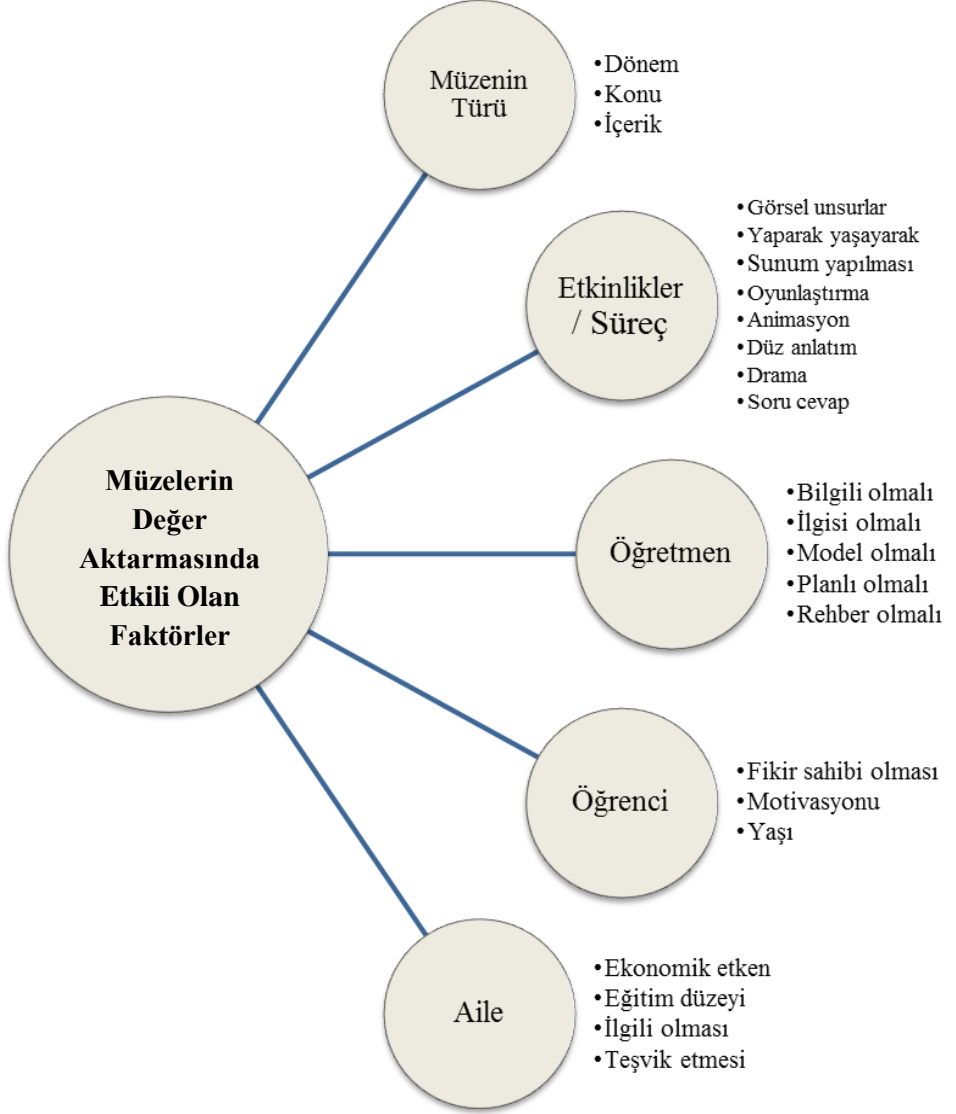 Müzenin
Türü
•Dönem
•Konu
•İçerik
Etkinlikler
/ Süreç
•Görsel unsurlar
•Yaparak yaşayarak
•Sunum yapılması
•Oyunlaştırma
•Animasyon
•Düz anlatım
•Drama
•Soru cevap
Müzelerin
Değer
Aktarmasında
Etkili Olan
Faktörler
Öğretmen
•Bilgili olmalı
•İlgisi olmalı
•Model olmalı
•Planlı olmalı
•Rehber olmalı
Öğrenci
•Fikir sahibi olması
•Motivasyonu
•Yaşı
Aile
•Ekonomik etken
•Eğitim düzeyi
•İlgili olması
•Teşvik etmesi